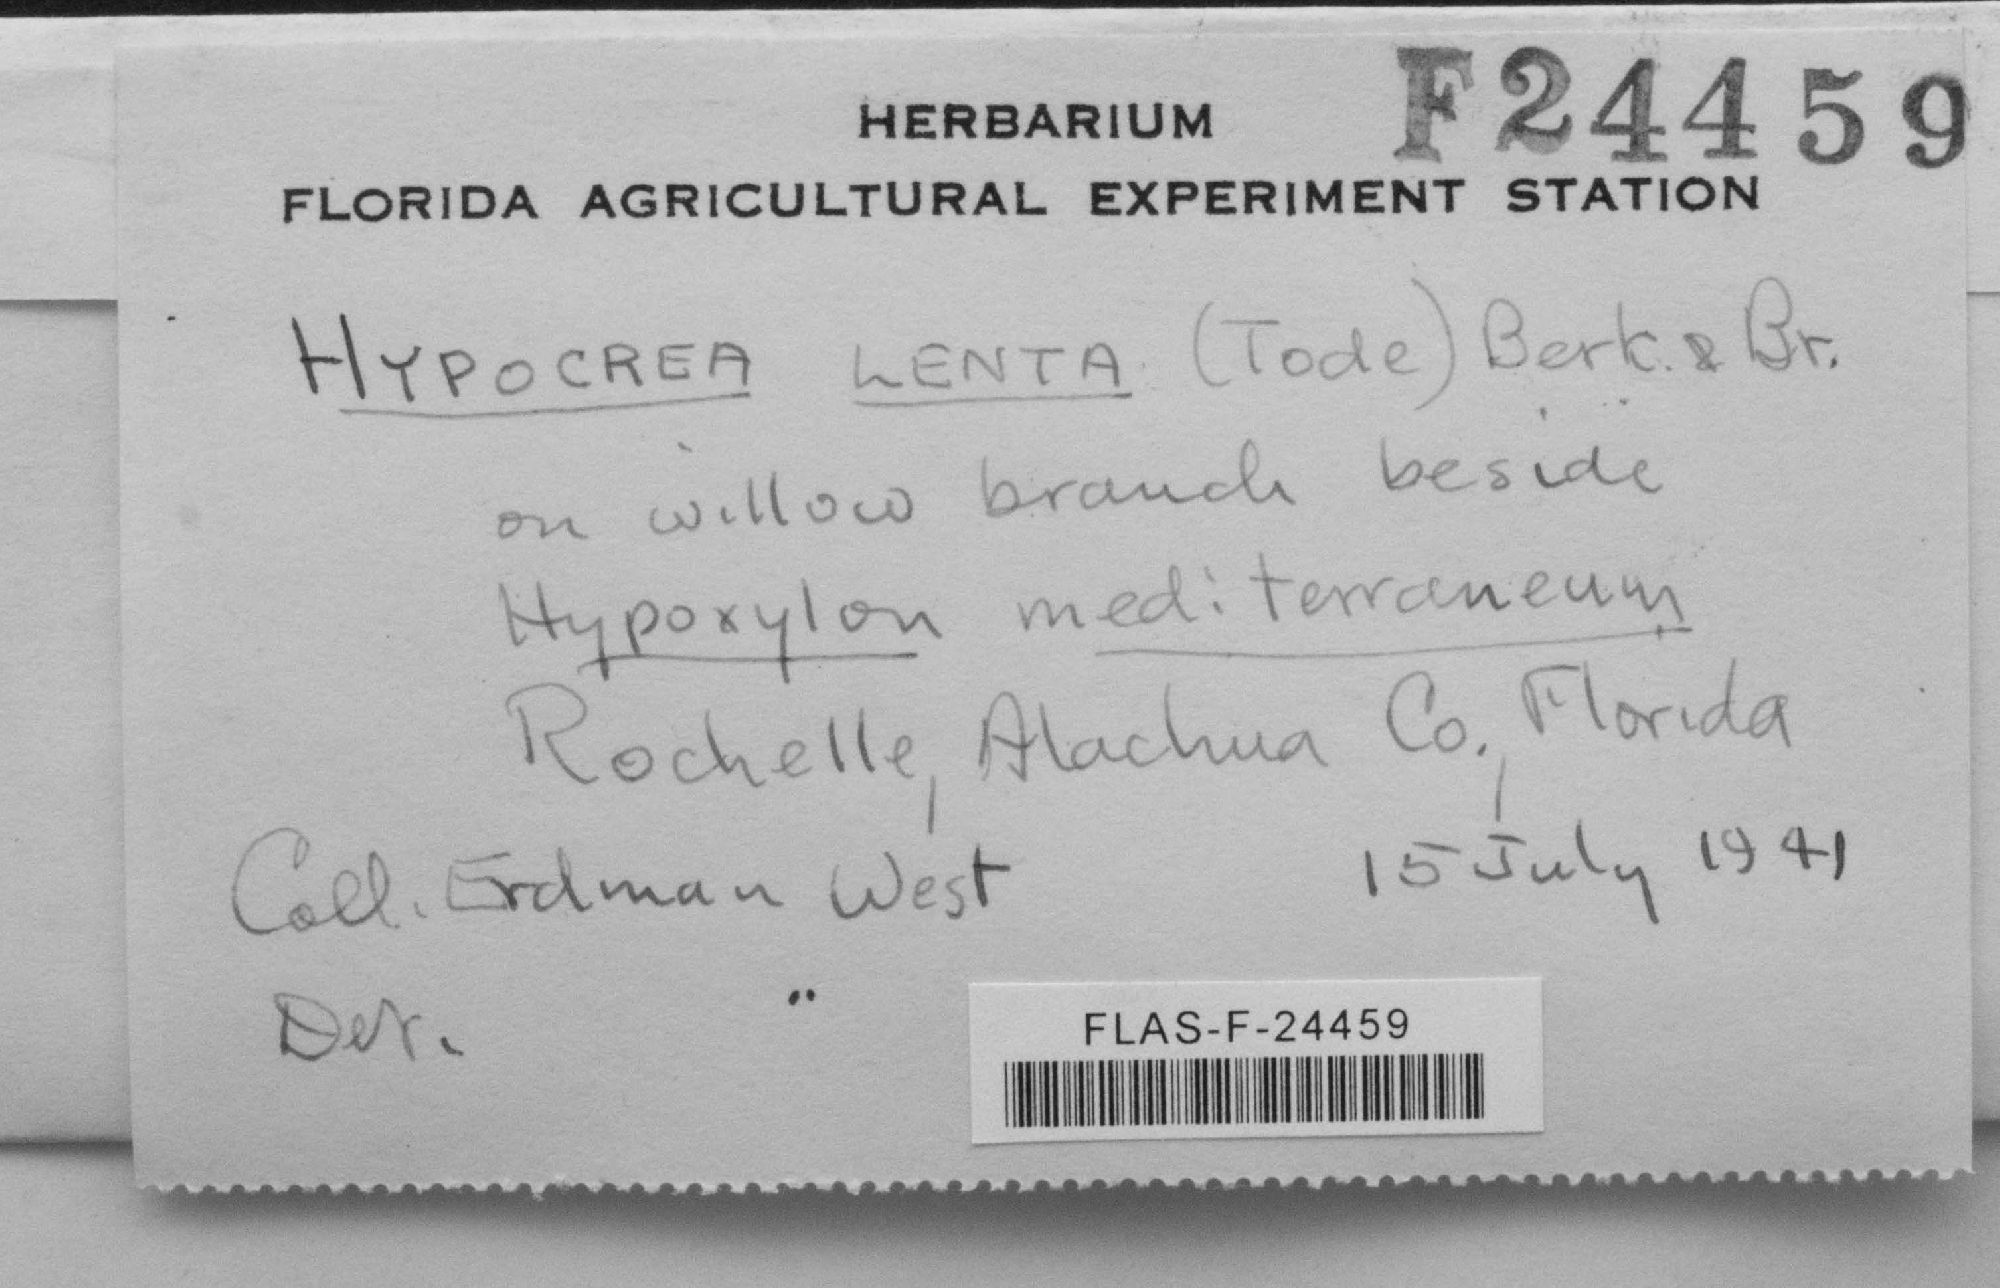 F24459
HERBARIUM
FLORIDA AGRICULTURAL EXPERIMENT STATION
HYPOCREA LENTA (Tode) Berk. & Br.
on willow branch beside
Hypoxylon mediterraneum
Rochelle, Alachua Co., Florida
Coll. Erdman West 15 July 1941
Det. "
FLAS-F-24459